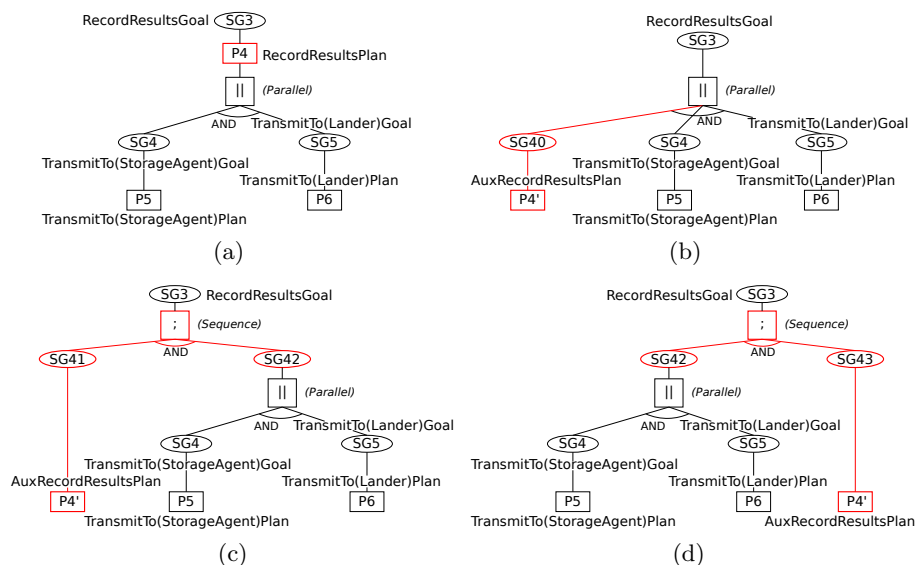 RecordResultsGoal SG3
P4 RecordResultsPlan
|| (Parallel)
AND TransmitTo(Lander)Goal
SG4 SG5
TransmitTo(StorageAgent)Goal
TransmitTo(Lander)Plan
P5 P6
TransmitTo(StorageAgent)Plan
(a)
RecordResultsGoal
SG3
|| (Parallel)
AND TransmitTo(Lander)Goal
SG40 SG4 SG5
TransmitTo(StorageAgent)Goal
AuxRecordResultsPlan TransmitTo(Lander)Plan
P4' P5 P6
TransmitTo(StorageAgent)Plan
(b)
SG3 RecordResultsGoal
; (Sequence)
AND
SG41 SG42
|| (Parallel)
AND TransmitTo(Lander)Goal
SG4 SG5
TransmitTo(StorageAgent)Goal
AuxRecordResultsPlan TransmitTo(Lander)Plan
P4' P5 P6
TransmitTo(StorageAgent)Plan
(c)
RecordResultsGoal SG3
; (Sequence)
AND
SG42 SG43
|| (Parallel)
AND TransmitTo(Lander)Goal
SG4 SG5
TransmitTo(StorageAgent)Goal
TransmitTo(Lander)Plan
P5 P6 P4'
TransmitTo(StorageAgent)Plan AuxRecordResultsPlan
(d)